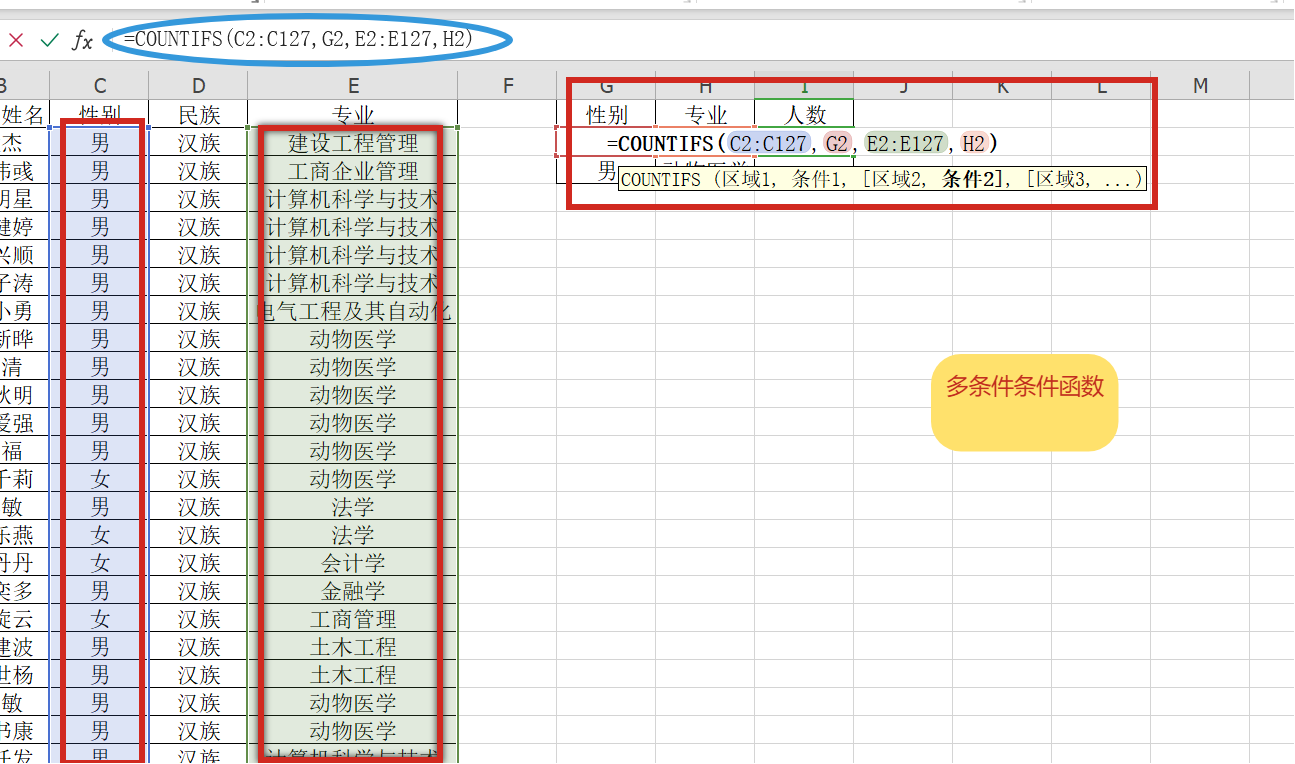 fx =COUNTIFS(C2:C127,G2,E2:E127,H2)
B C D E F G H I J K L M
姓名 性别 民族 专业 性别 专业 人数
杰 男 汉族 建设工程管理 =COUNTIFS(C2:C127,G2,E2:E127,H2)
男 汉族 工商企业管理 男 动物医学
COUNTIFS (区域1, 条件1, [区域2, 条件2], [区域3, ...)
明星 男 汉族 计算机科学与技术
婷 男 汉族 计算机科学与技术
兴顺 男 汉族 计算机科学与技术
子涛 男 汉族 计算机科学与技术
小勇 男 汉族 电气工程及其自动化
新晔 男 汉族 动物医学
清 男 汉族 动物医学
明 男 汉族 动物医学
多条件条件函数
爱强 男 汉族 动物医学
福 男 汉族 动物医学
千莉 女 汉族 动物医学
敏 男 汉族 法学
乐燕 女 汉族 法学
丹丹 女 汉族 会计学
奕多 男 汉族 金融学
旋云 女 汉族 工商管理
建波 男 汉族 土木工程
世杨 男 汉族 土木工程
敏 男 汉族 动物医学
书康 男 汉族 动物医学
发 男 汉族 计算机科学与技术